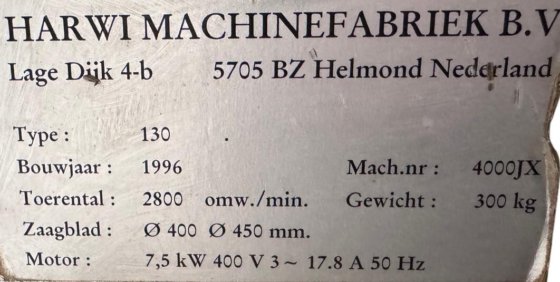 HARWI MACHINEFABRIEK B.V
Lage Dijk 4-b 5705 BZ Helmond Nederland
Type : 130
Bouwjaar : 1996 Mach.nr : 4000JX
Toerental : 2800 omw./min. Gewicht : 300 kg
Zaagblad : Ø 400 Ø 450 mm.
Motor : 7,5 kW 400 V 3~ 17.8 A 50 Hz